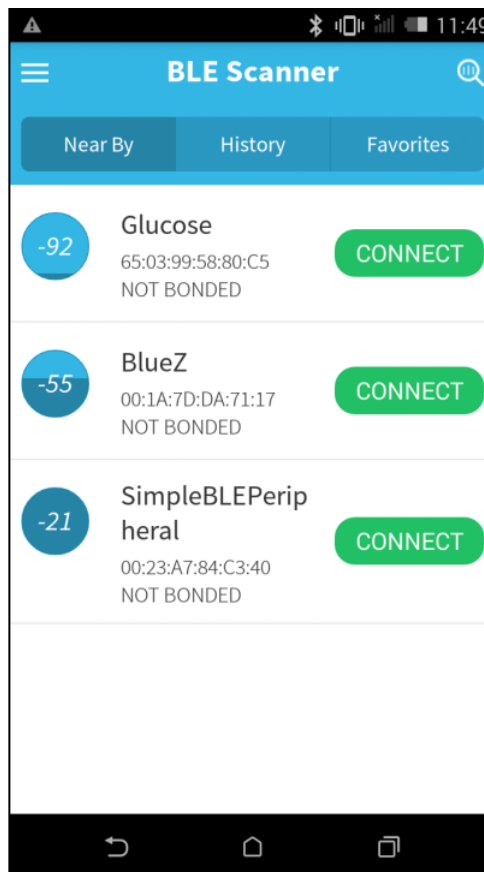 11:49
BLE Scanner
Near By History Favorites
-92
Glucose
65:03:99:58:80:C5
NOT BONDED
CONNECT
-55
BlueZ
00:1A:7D:DA:71:17
NOT BONDED
CONNECT
-21
SimpleBLEPerip
heral
00:23:A7:84:C3:40
NOT BONDED
CONNECT